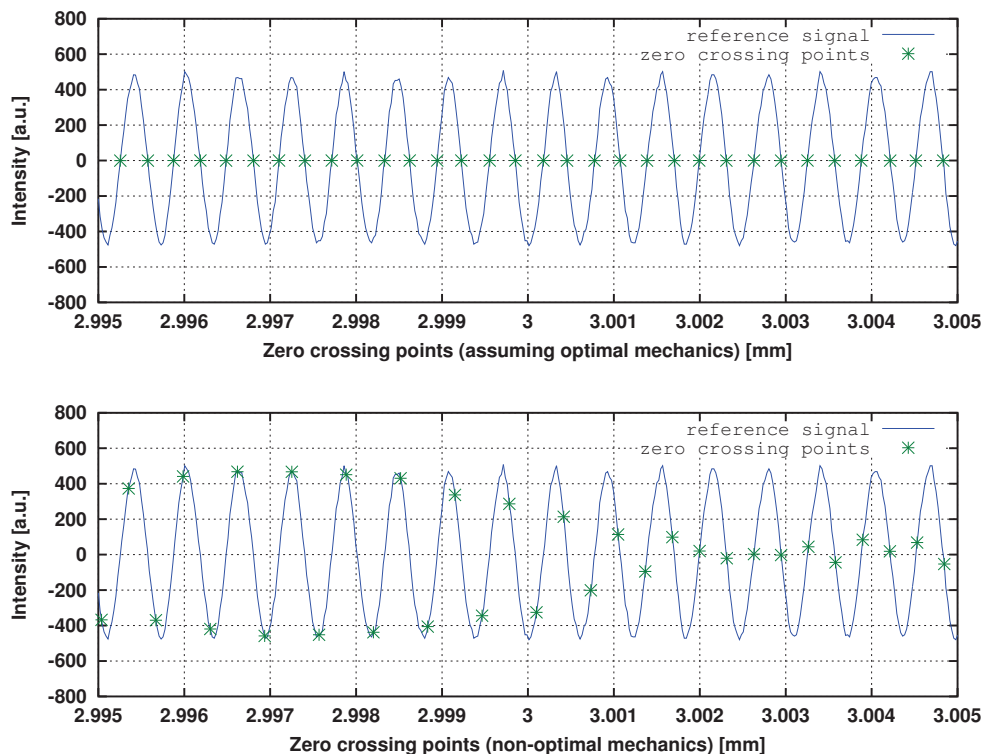 800
600
400
200
0
-200
-400
-600
-800
Intensity [a.u.]
reference signal
zero crossing points
2.995 2.996 2.997 2.998 2.999 3 3.001 3.002 3.003 3.004 3.005
Zero crossing points (assuming optimal mechanics) [mm]
800
600
400
200
0
-200
-400
-600
-800
Intensity [a.u.]
reference signal
zero crossing points
2.995 2.996 2.997 2.998 2.999 3 3.001 3.002 3.003 3.004 3.005
Zero crossing points (non-optimal mechanics) [mm]